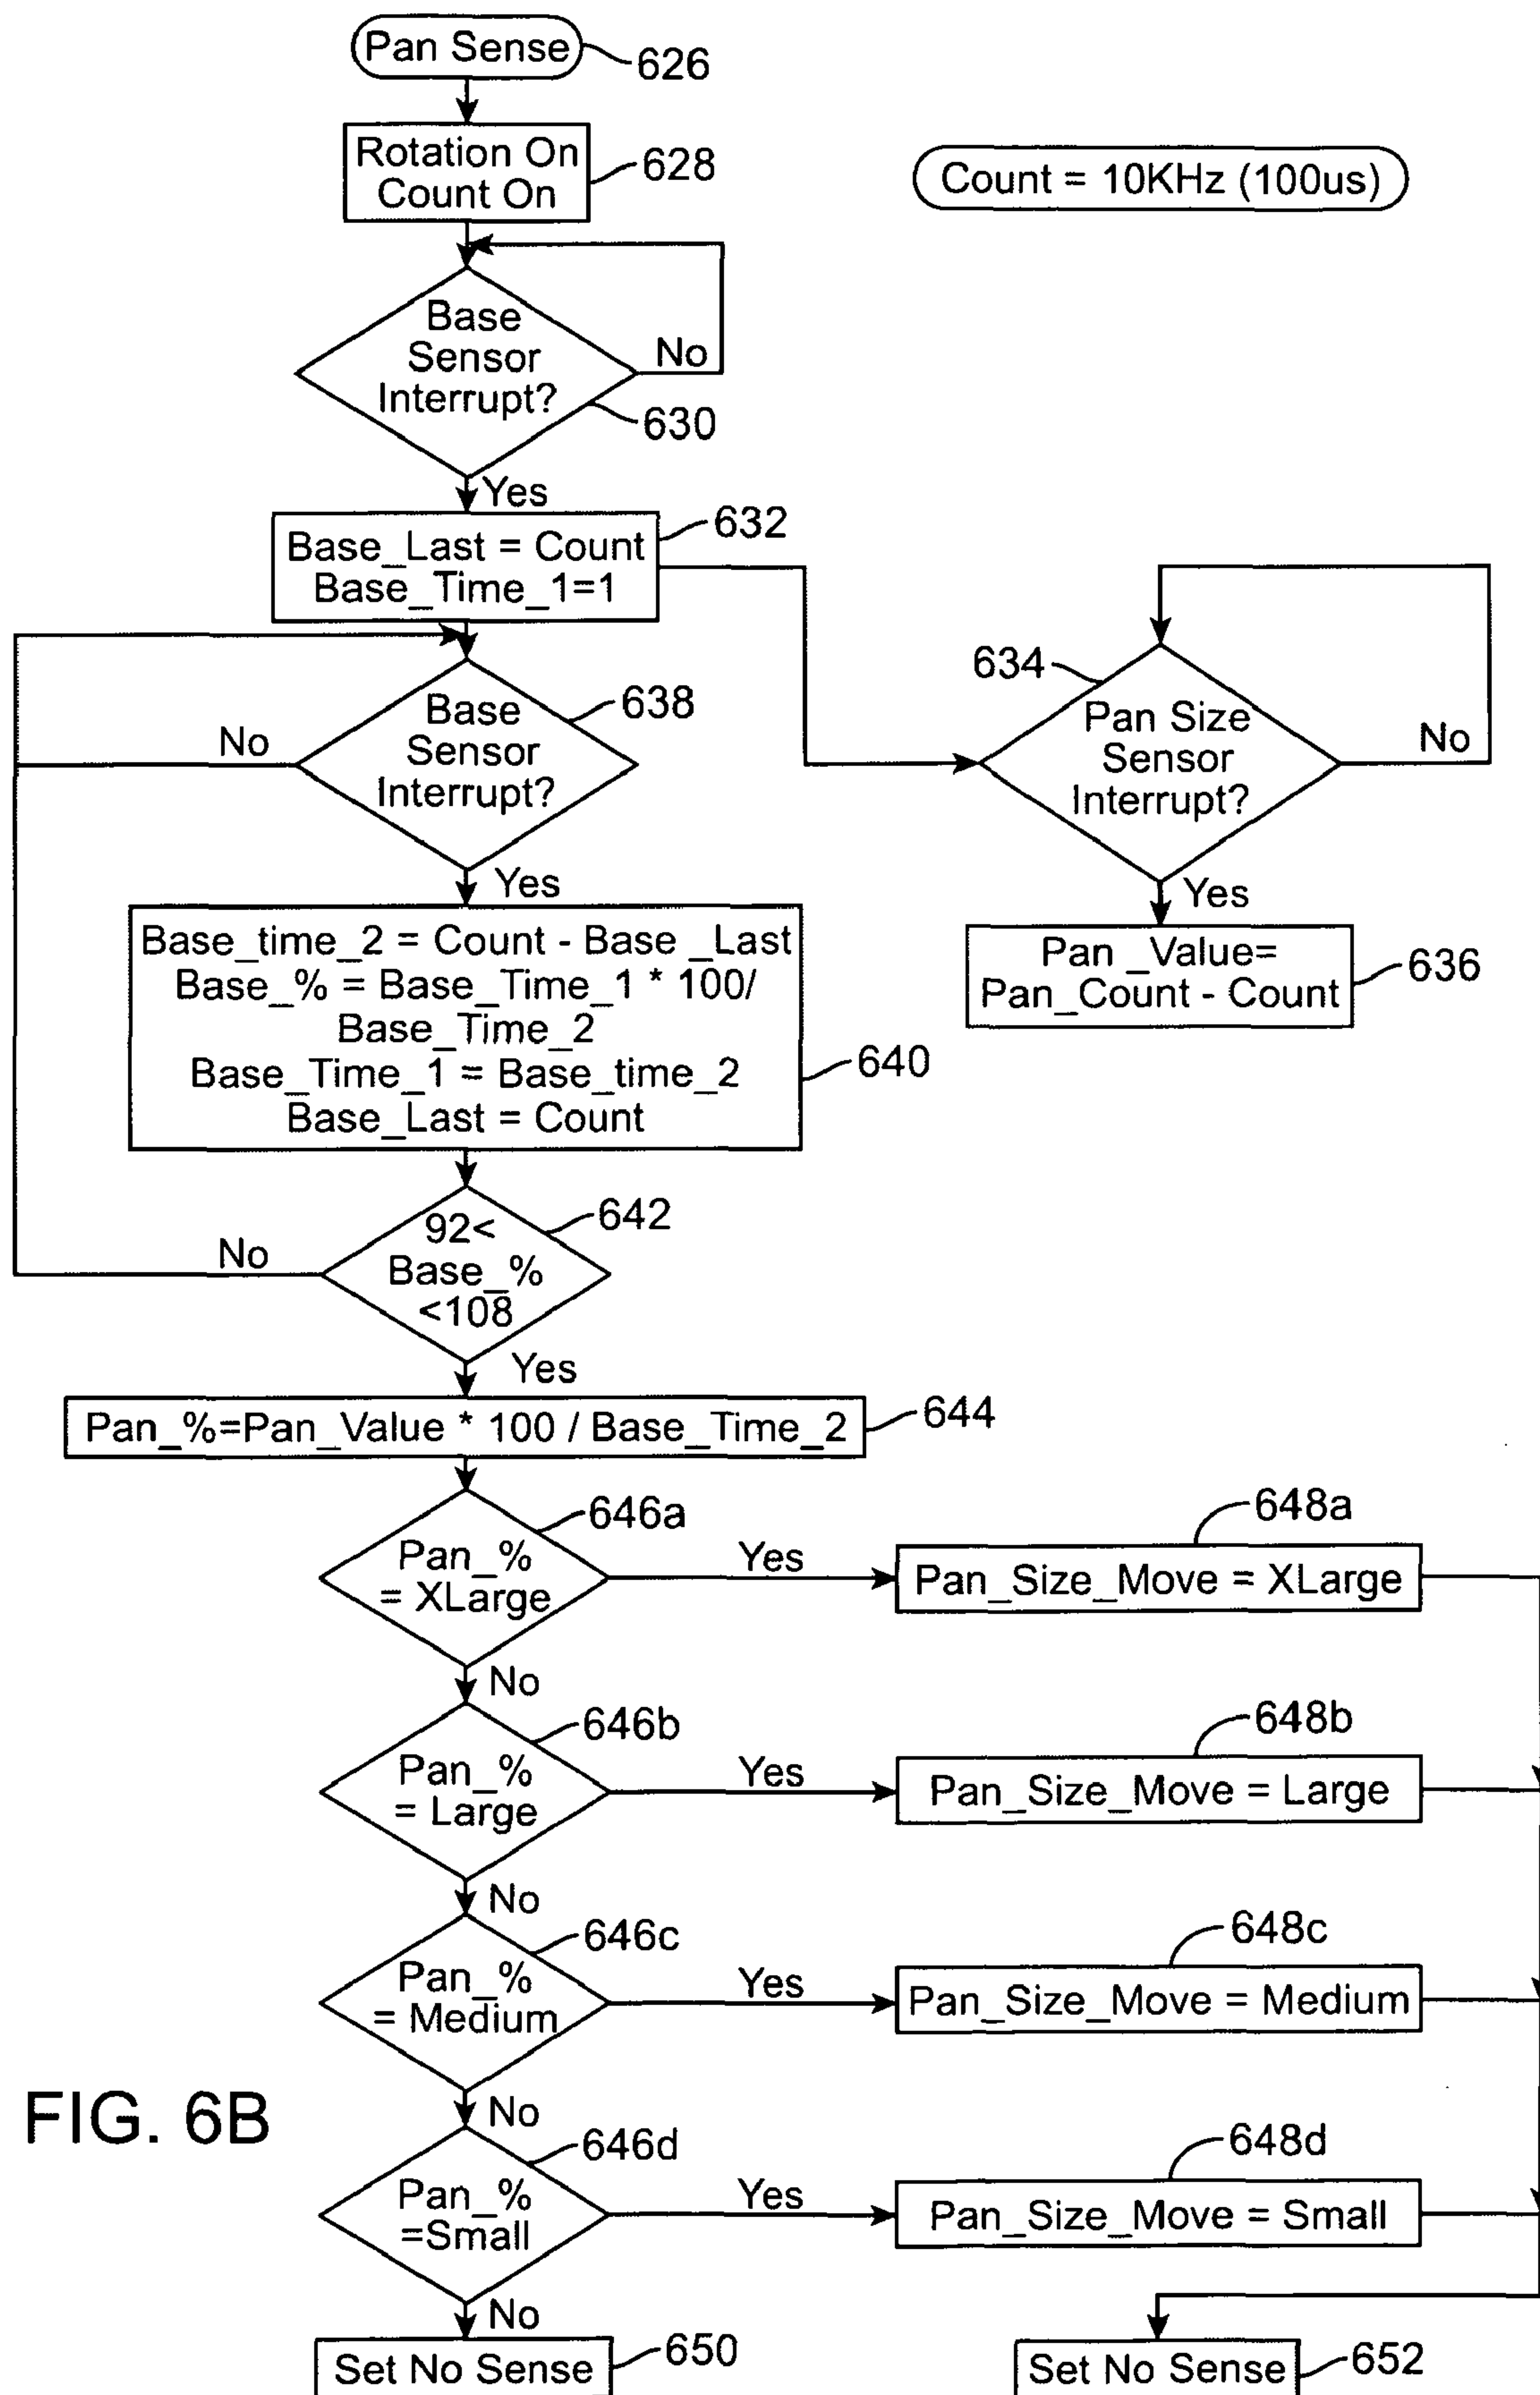 Pan Sense
626
Rotation On
Count On
628
Count = 10KHz (100us)
Base
Sensor
Interrupt?
No
630
Yes
Base_Last = Count
Base_Time_1=1
632
634
Pan Size
Sensor
Interrupt?
No
Yes
Pan _Value=
Pan_Count - Count
636
Base
Sensor
Interrupt?
638
No
Yes
Base_time_2 = Count - Base _Last
Base_% = Base_Time_1 * 100/
Base_Time_2
Base_Time_1 = Base_time_2
Base_Last = Count
640
92<
Base_%
<108
642
No
Yes
Pan_%=Pan_Value * 100 / Base_Time_2
644
Pan_%
= XLarge
646a
Yes
Pan_Size_Move = XLarge
648a
No
Pan_%
= Large
646b
Yes
Pan_Size_Move = Large
648b
No
Pan_%
= Medium
646c
Yes
Pan_Size_Move = Medium
648c
No
Pan_%
=Small
646d
Yes
Pan_Size_Move = Small
648d
No
Set No Sense
650
Set No Sense
652
FIG. 6B